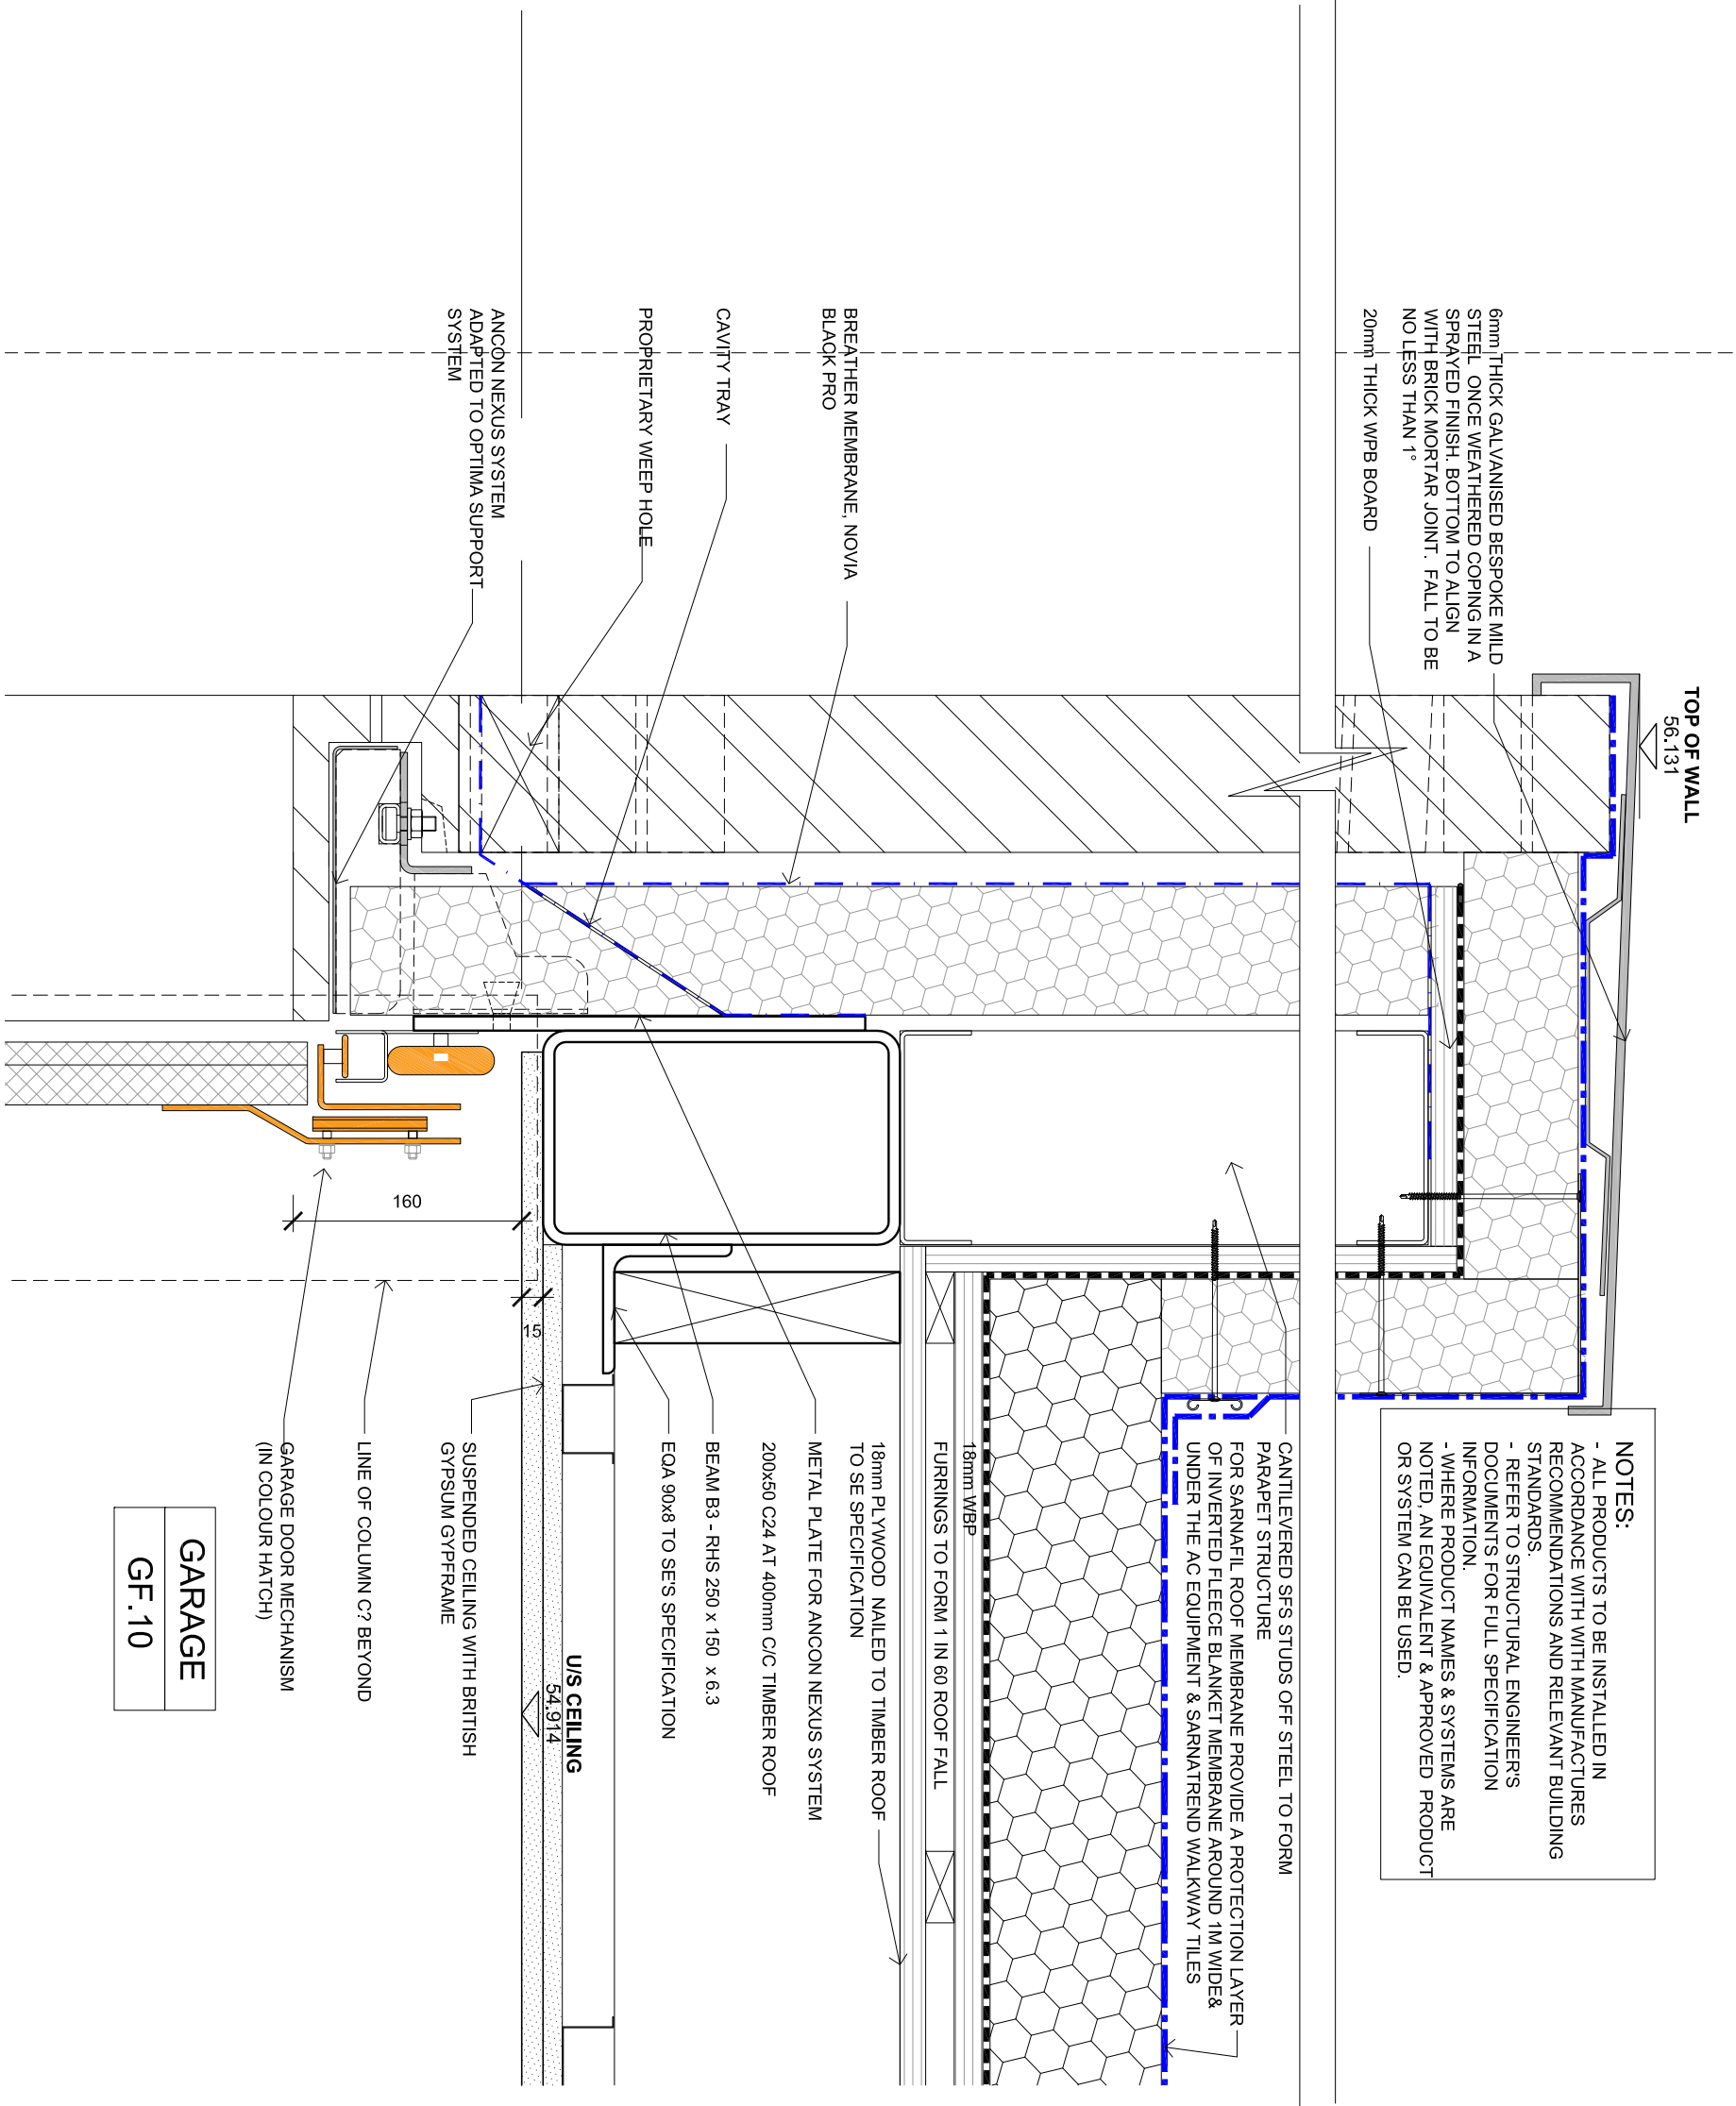 TOP OF WALL
56.131
6mm THICK GALVANISED BESPOKE MILD
STEEL ONCE WEATHERED COPING IN A
SPRAYED FINISH. BOTTOM TO ALIGN
WITH BRICK MORTAR JOINT. FALL TO BE
NO LESS THAN 1°
20mm THICK WPB BOARD
BREATHER MEMBRANE, NOVIA
BLACK PRO
CAVITY TRAY
PROPRIETARY WEEP HOLE
ANCON NEXUS SYSTEM
ADAPTED TO OPTIMA SUPPORT
SYSTEM
NOTES:
- ALL PRODUCTS TO BE INSTALLED IN
ACCORDANCE WITH MANUFACTURES
RECOMMENDATIONS AND RELEVANT BUILDING
STANDARDS.
- REFER TO STRUCTURAL ENGINEER'S
DOCUMENTS FOR FULL SPECIFICATION
INFORMATION.
- WHERE PRODUCT NAMES & SYSTEMS ARE
NOTED, AN EQUIVALENT & APPROVED PRODUCT
OR SYSTEM CAN BE USED.
CANTILEVERED SFS STUDS OFF STEEL TO FORM
PARAPET STRUCTURE
FOR SARNAFIL ROOF MEMBRANE PROVIDE A PROTECTION LAYER
OF INVERTED FLEECE BLANKET MEMBRANE AROUND 1M WIDE&
UNDER THE AC EQUIPMENT & SARNATREND WALKWAY TILES
18mm WBP
FURRINGS TO FORM 1 IN 60 ROOF FALL
18mm PLYWOOD NAILED TO TIMBER ROOF
TO SE SPECIFICATION
METAL PLATE FOR ANCON NEXUS SYSTEM
200x50 C24 AT 400mm C/C TIMBER ROOF
BEAM B3 - RHS 250 x 150 x 6.3
EQA 90x8 TO SE'S SPECIFICATION
U/S CEILING
54.914
15
160
SUSPENDED CEILING WITH BRITISH
GYPSUM GYPFRAME
LINE OF COLUMN C? BEYOND
GARAGE DOOR MECHANISM
(IN COLOUR HATCH)
GARAGE
GF.10